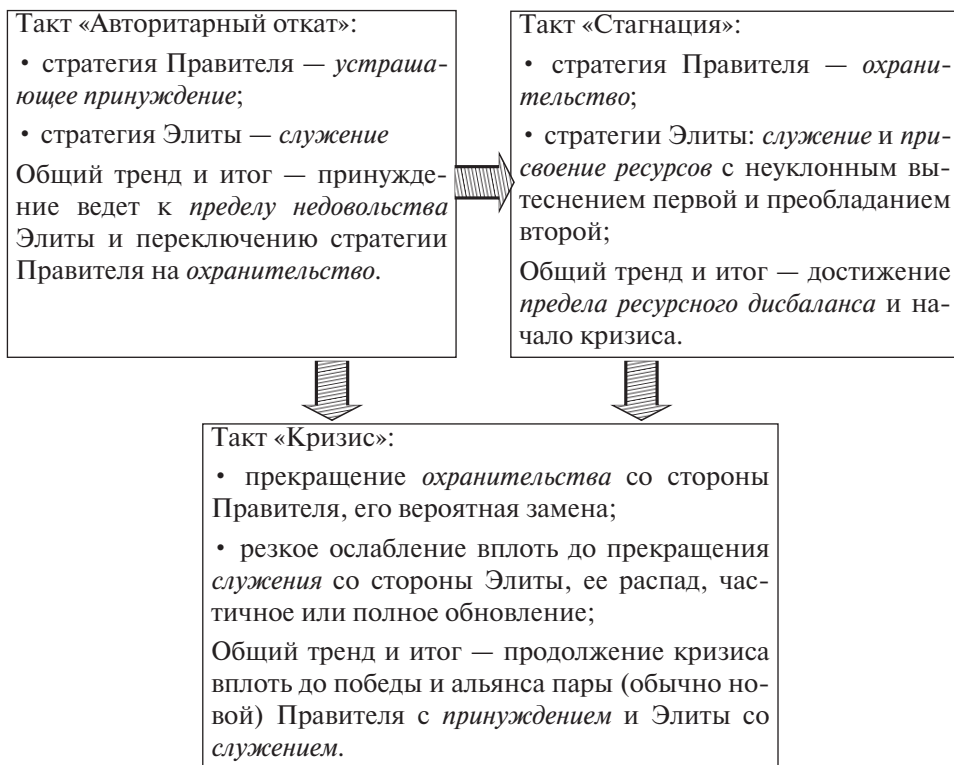 Такт «Авторитарный откат»:
• стратегия Правителя — устраша-
ющее принуждение;
• стратегия Элиты — служение
Общий тренд и итог — принужде-
ние ведет к пределу недовольства
Элиты и переключению стратегии
Правителя на охранительство.
Такт «Стагнация»:
• стратегия Правителя — охрани-
тельство;
• стратегии Элиты: служение и при-
своение ресурсов с неуклонным вы-
теснением первой и преобладанием
второй;
Общий тренд и итог — достижение
предела ресурсного дисбаланса и на-
чало кризиса.
Такт «Кризис»:
• прекращение охранительства со стороны
Правителя, его вероятная замена;
• резкое ослабление вплоть до прекращения
служения со стороны Элиты, ее распад, час-
тичное или полное обновление;
Общий тренд и итог — продолжение кризиса
вплоть до победы и альянса пары (обычно но-
вой) Правителя с принуждением и Элиты со
служением.